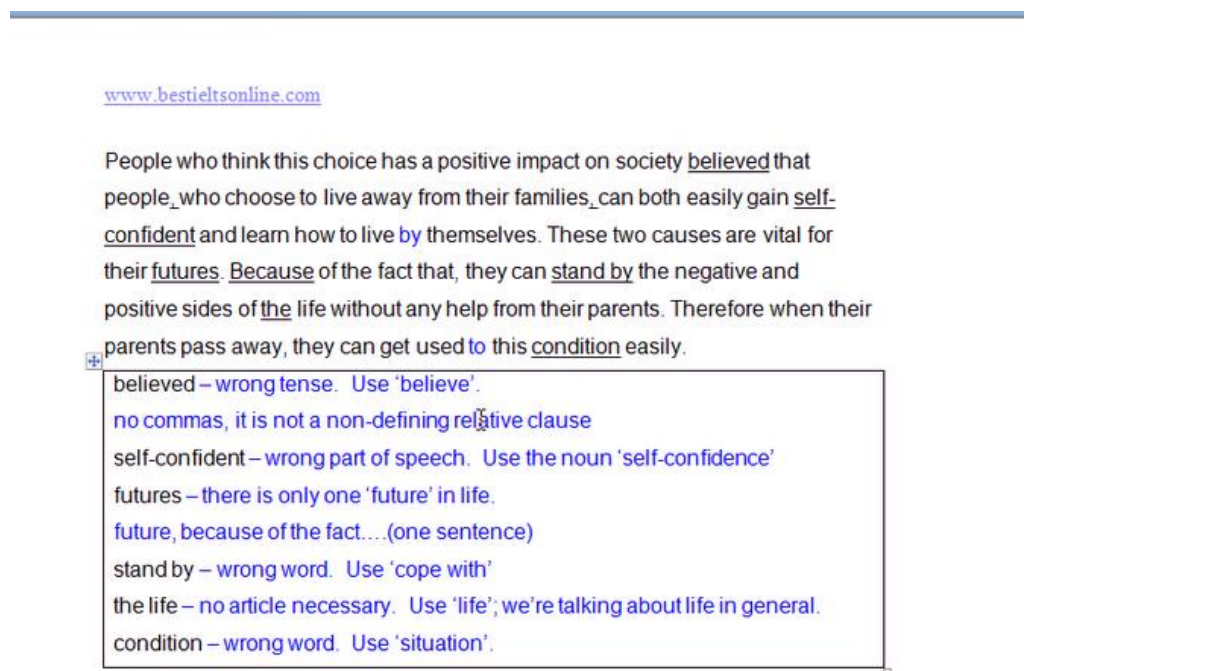 www.bestieltsonline.com
People who think this choice has a positive impact on society believed that
people, who choose to live away from their families, can both easily gain self-
confident and learn how to live by themselves. These two causes are vital for
their futures. Because of the fact that, they can stand by the negative and
positive sides of the life without any help from their parents. Therefore when their
parents pass away, they can get used to this condition easily.
believed – wrong tense. Use ‘believe’.
no commas, it is not a non-defining relative clause
self-confident – wrong part of speech. Use the noun ‘self-confidence’
futures – there is only one ‘future’ in life.
future, because of the fact….(one sentence)
stand by – wrong word. Use ‘cope with’
the life – no article necessary. Use ‘life’; we’re talking about life in general.
condition – wrong word. Use ‘situation’.